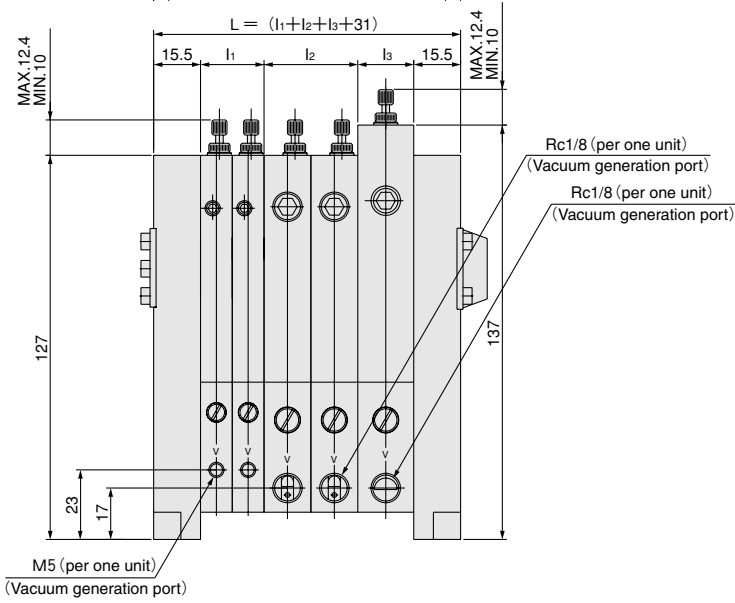 L = (l1+l2+l3+31)
15.5
l1
l2
l3
15.5
MAX.12.4
MIN.10
MAX.12.4
MIN.10
Rc1/8 (per one unit)
(Vacuum generation port)
Rc1/8 (per one unit)
(Vacuum generation port)
127
137
V
V
V
V
V
23
17
M5 (per one unit)
(Vacuum generation port)